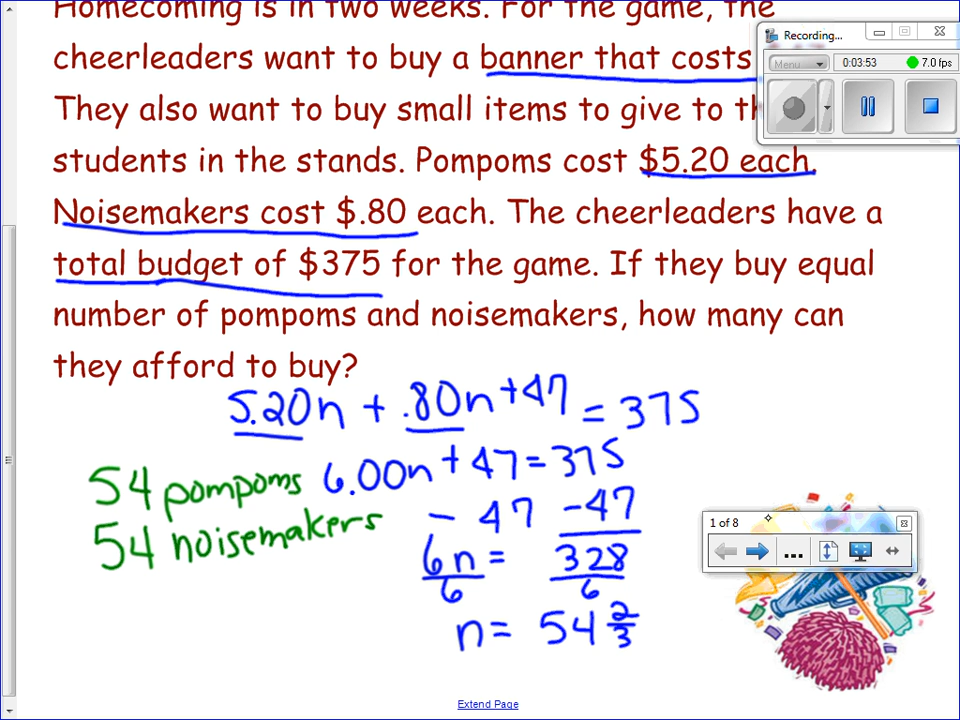 Homecoming is in two weeks. For the game, the
cheerleaders want to buy a banner that costs
They also want to buy small items to give to
students in the stands. Pompoms cost $5.20 each.
Noisemakers cost $.80 each. The cheerleaders have a
total budget of $375 for the game. If they buy equal
number of pompoms and noisemakers, how many can
they afford to buy?
5.20n + .80n + 47 = 375
6.00n + 47 = 375
- 47 -47
6n = 328
6 6
n = 54 2/3
54 pompoms
54 noisemakers
Recording...
Menu
0:03:53
7.0 fps
1 of 8
...
Extend Page